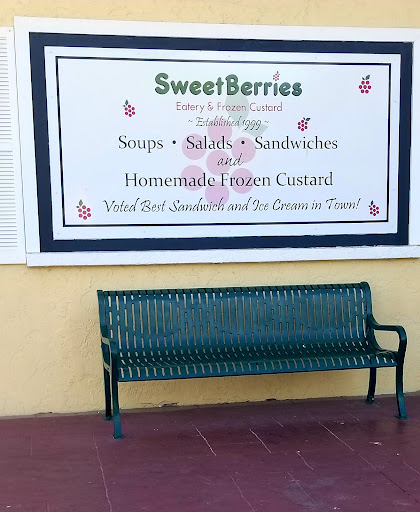 SweetBerries
Eatery & Frozen Custard
~ Established 1999 ~
Soups • Salads • Sandwiches
and
Homemade Frozen Custard
Voted Best Sandwich and Ice Cream in Town!